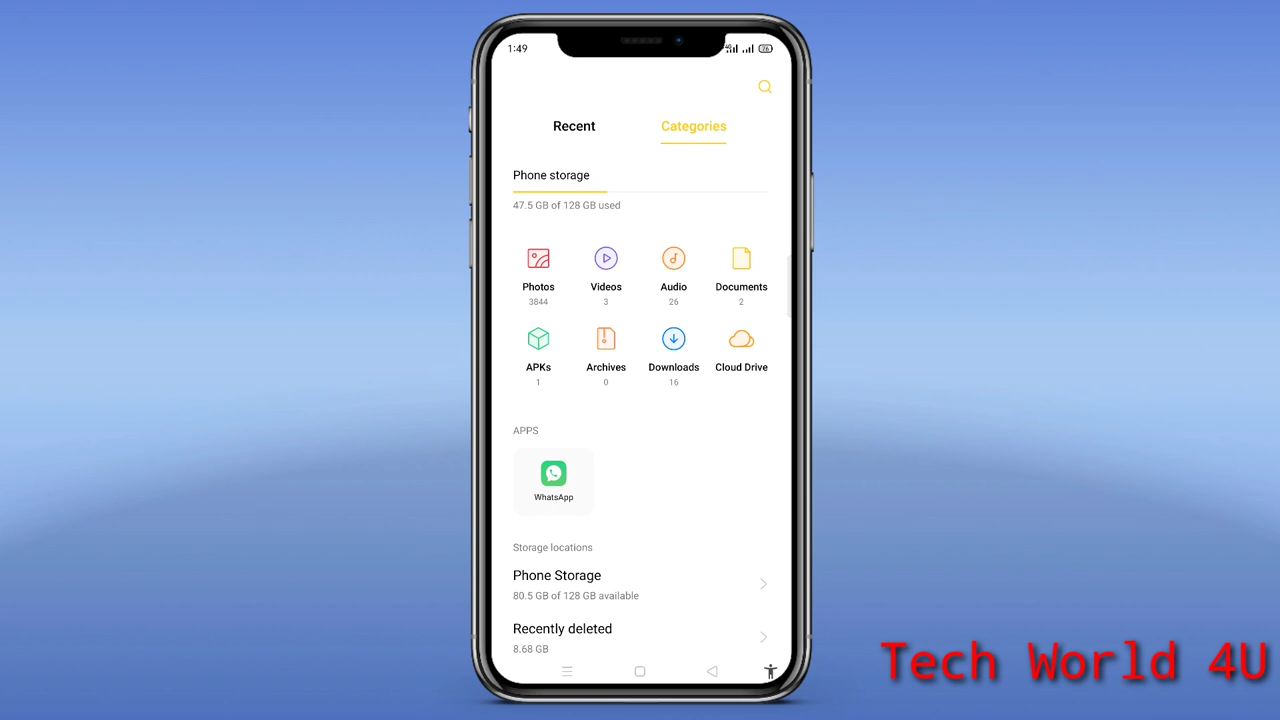 1:49
76
Recent Categories
Phone storage
47.5 GB of 128 GB used
Photos Videos Audio Documents
3844 3 26 2
APKs Archives Downloads Cloud Drive
1 0 16
APPS
WhatsApp
Storage locations
Phone Storage
80.5 GB of 128 GB available
Recently deleted
8.68 GB
Tech World 4U